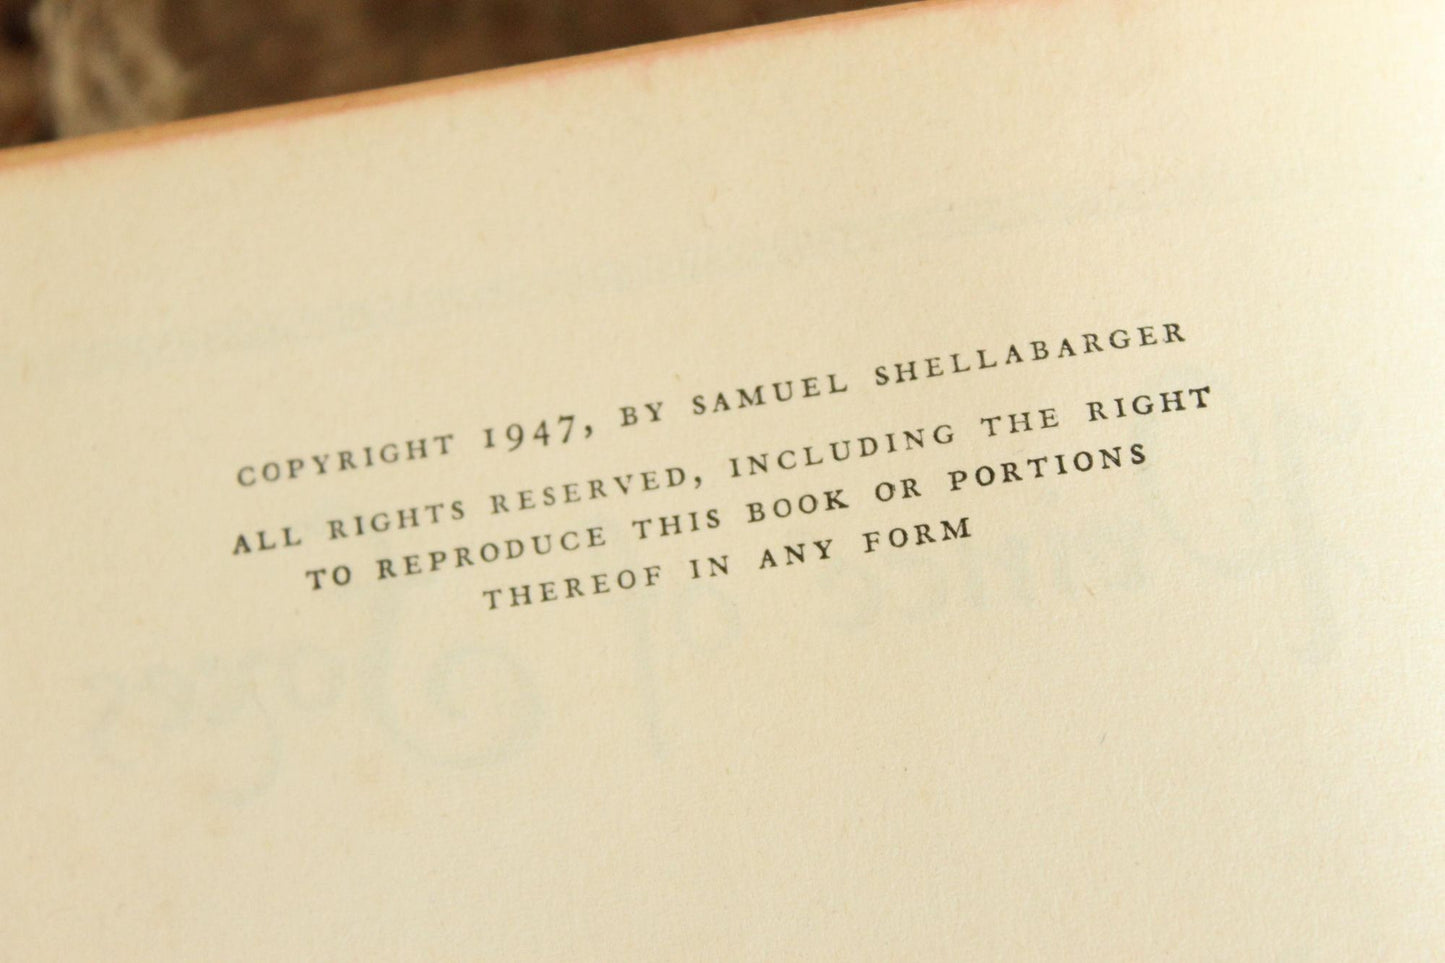 COPYRIGHT 1947, BY SAMUEL SHELLABARGER
ALL RIGHTS RESERVED, INCLUDING THE RIGHT
TO REPRODUCE THIS BOOK OR PORTIONS
THEREOF IN ANY FORM